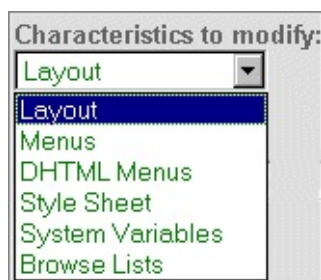 Characteristics to modify:
Layout
Layout
Menus
DHTML Menus
Style Sheet
System Variables
Browse Lists